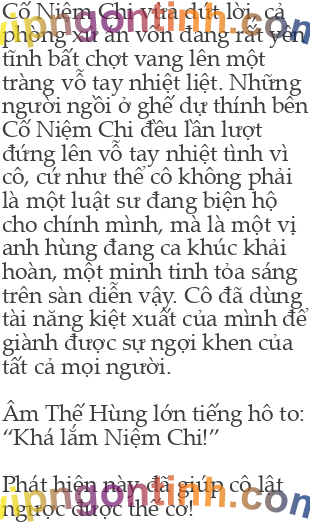 Cố Niệm Chi vừa dứt lời, cả
phòng xử án vốn đang rất yên
tĩnh bất chợt vang lên một
tràng vỗ tay nhiệt liệt. Những
người ngồi ở ghế dự thính bên
Cố Niệm Chi đều lần lượt
đứng lên vỗ tay nhiệt tình vì
cô, cứ như thể cô không phải
là một luật sư đang biện hộ
cho chính mình, mà là một vị
anh hùng đang ca khúc khải
hoàn, một minh tinh tỏa sáng
trên sàn diễn vậy. Cô đã dùng
tài năng kiệt xuất của mình để
giành được sự ngợi khen của
tất cả mọi người.
Âm Thế Hùng lớn tiếng hô to:
“Khá lắm Niệm Chi!”
Phát hiện này đã giúp cô lật
ngược được thế cờ!
vipngontinh.com
vipngontinh.com